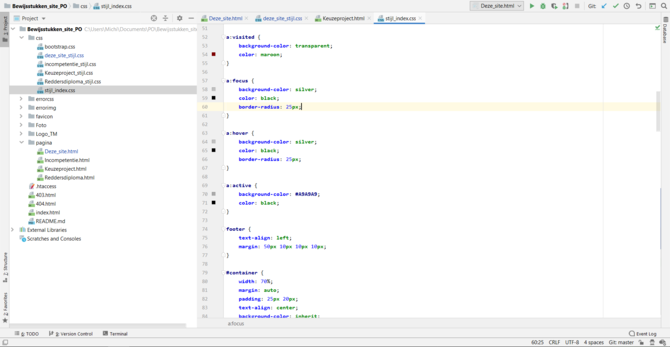 Bewijsstukken_site_PO
css
stijl_index.css
Deze_site.html
Git:
Project
Deze_site.html
deze_site_stijl.css
Keuzeproject.html
stijl_index.css
1: Project
Database
Bewijsstukken_site_PO
css
bootstrap.css
deze_site_stijl.css
incompetentie_stijl.css
Keuzeproject_stijl.css
Reddersdiploma_stijl.css
stijl_index.css
errorcss
errorimg
favicon
Foto
Logo_TM
pagina
Deze_site.html
Incompetentie.html
Keuzeproject.html
Reddersdiploma.html
.htaccess
403.html
404.html
index.html
README.md
External Libraries
Scratches and Consoles
51
52 a:visited {
53 background-color: transparent;
54 color: maroon;
55 }
56
57 a:focus {
58 background-color: silver;
59 color: black;
60 border-radius: 25px;
61 }
62
63 a:hover {
64 background-color: silver;
65 color: black;
66 border-radius: 25px;
67 }
68
69 a:active {
70 background-color: #A9A9A9;
71 color: black;
72 }
73
74 footer {
75 text-align: left;
76 margin: 50px 10px 10px 10px;
77 }
78
79 #container {
80 width: 70%;
81 margin: auto;
82 padding: 25px 20px;
83 text-align: center;
84 background-color: inherit;
a:focus
7: Structure
2: Favorites
6: TODO
9: Version Control
Terminal
Event Log
60:25 CRLF UTF-8 4 spaces Git: master